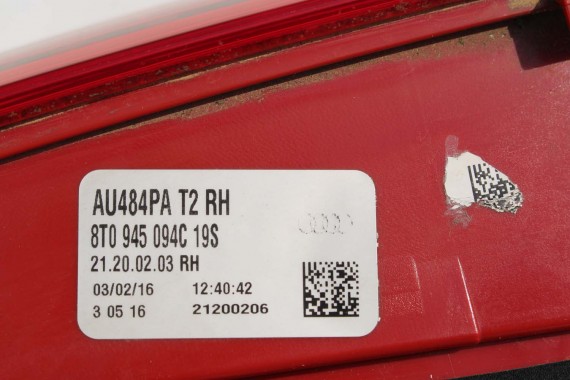 AU484PA T2 RH
8T0 945 094C 19S
21.20.02.03 RH
03/02/16 12:40:42
3 05 16 21200206